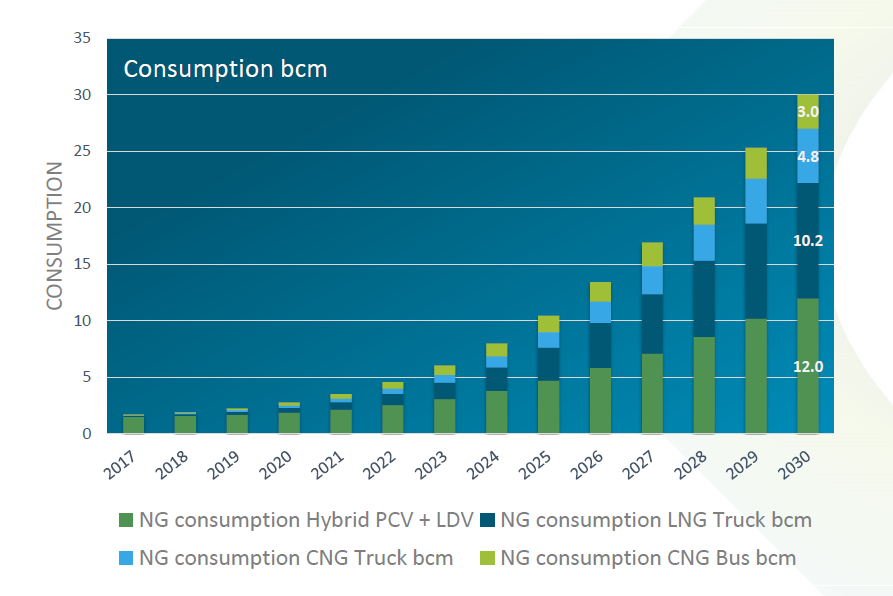 35
Consumption bcm
30
3.0
25
4.8
20
10.2
15
10
12.0
5
0
CONSUMPTION
2017 2018 2019 2020 2021 2022 2023 2024 2025 2026 2027 2028 2029 2030
NG consumption Hybrid PCV + LDV NG consumption LNG Truck bcm
NG consumption CNG Truck bcm NG consumption CNG Bus bcm